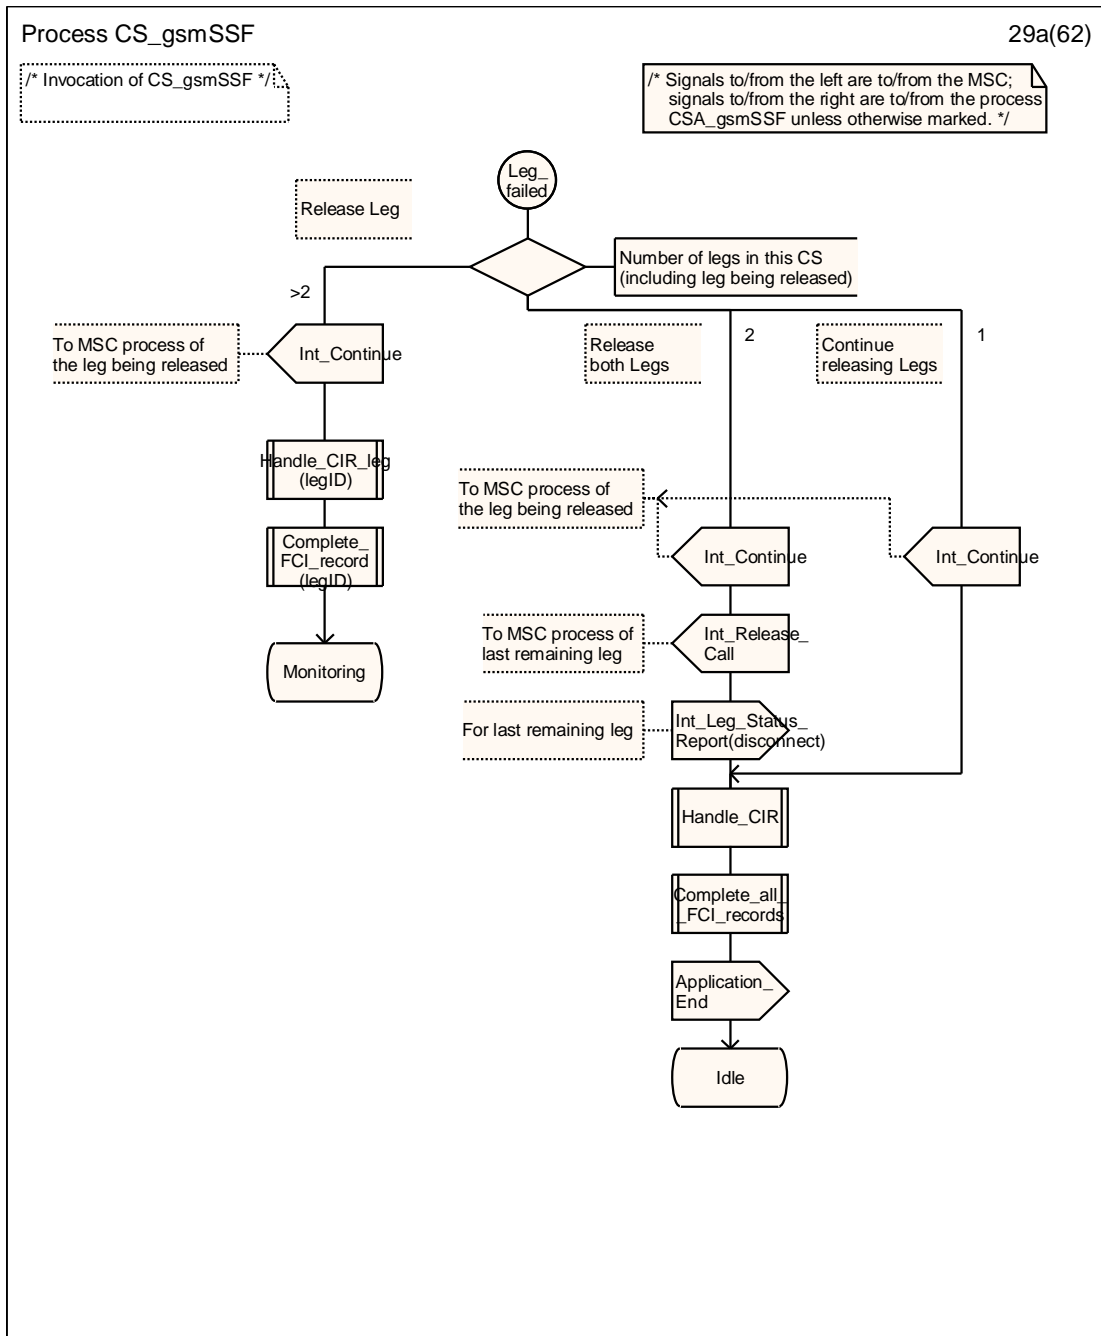 Process CS_gsmSSF
29a(62)
/* Invocation of CS_gsmSSF */
/* Signals to/from the left are to/from the MSC;
signals to/from the right are to/from the process
CSA_gsmSSF unless otherwise marked. */
Leg_
failed
Release Leg
Number of legs in this CS
(including leg being released)
>2
2
1
To MSC process of
the leg being released
Int_Continue
Release
both Legs
Continue
releasing Legs
Handle_CIR_leg
(legID)
To MSC process of
the leg being released
Complete_
FCI_record
(legID)
Int_Continue
Int_Continue
To MSC process of
last remaining leg
Int_Release_
Call
Monitoring
For last remaining leg
Int_Leg_Status_
Report(disconnect)
Handle_CIR
Complete_all_
_FCI_records
Application_
End
Idle